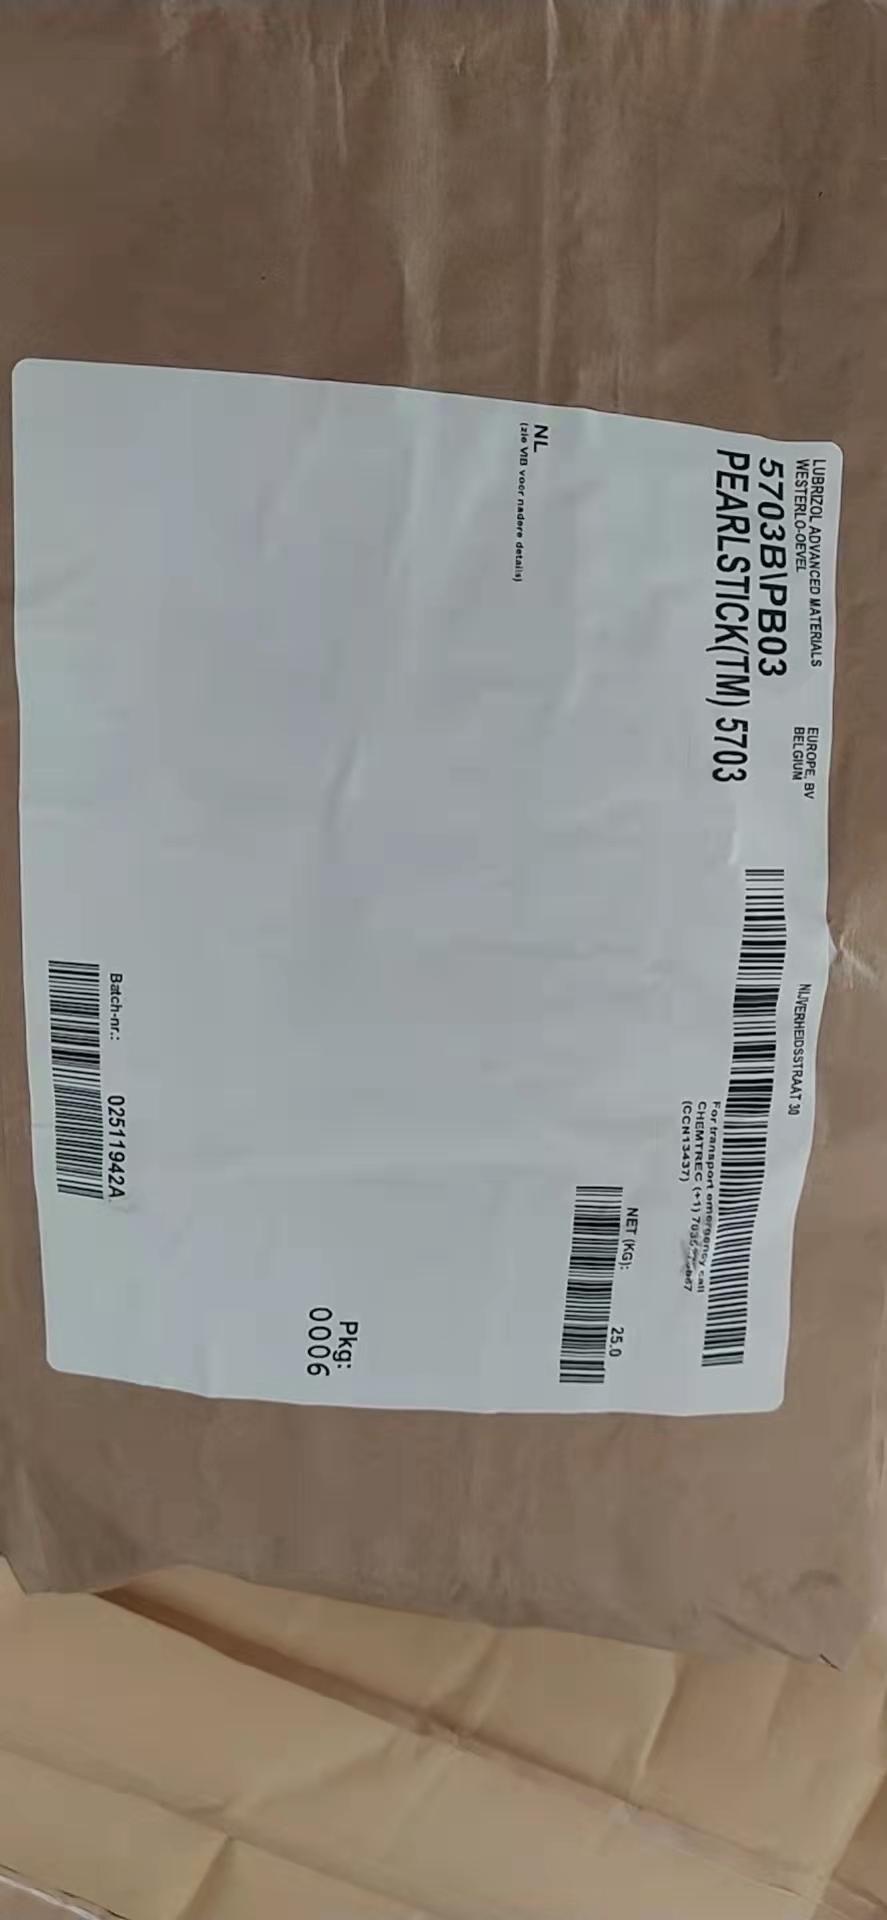 LUBRIZOL ADVANCED MATERIALS EUROPE, BV NIJVERHEIDSSTRAAT 30
WESTERLO-OEVEL BELGIUM
5703B\PB03
PEARLSTICK(TM) 5703
For transport emergency call
CHEMTREC (+1)
(CCN13437)
NET (KG): 25.0
NL
(zie VIB voor nadere details)
Pkg:
0006
Batch-nr.: 02511942A